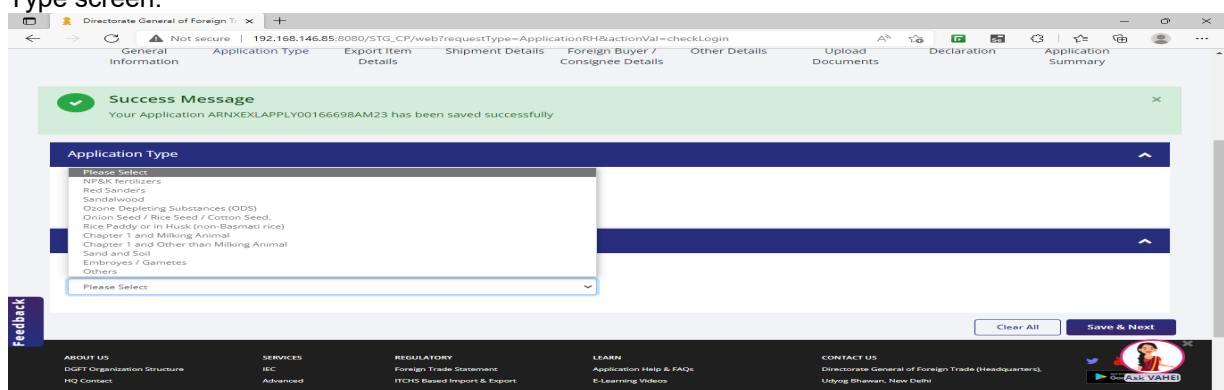 Type screen:
Directorate General of Foreign T
Not secure | 192.168.146.85:8080/STG_CP/web?requestType=ApplicationRH&actionVal=checkLogin
General Information
Application Type
Export Item Details
Shipment Details
Foreign Buyer / Consignee Details
Other Details
Upload Documents
Declaration
Application Summary
Success Message
Your Application ARNXEXLAPPLY00166698AM23 has been saved successfully
Application Type
Please Select
NP&K fertilizers
Red Sanders
Sandalwood
Ozone Depleting Substances (ODS)
Onion Seed / Rice Seed / Cotton Seed.
Rice Paddy or in Husk (non-Basmati rice)
Chapter 1 and Milking Animal
Chapter 1 and Other than Milking Animal
Sand and Soil
Embroyes / Gametes
Others
Please Select
Feedback
Clear All
Save & Next
ABOUT US
DGFT Organization Structure
HQ Contact
SERVICES
IEC
Advanced
REGULATORY
Foreign Trade Statement
ITCHS Based Import & Export
LEARN
Application Help & FAQs
E-Learning Videos
CONTACT US
Directorate General of Foreign Trade (Headquarters),
Udyog Bhawan, New Delhi
Ask VAHEI